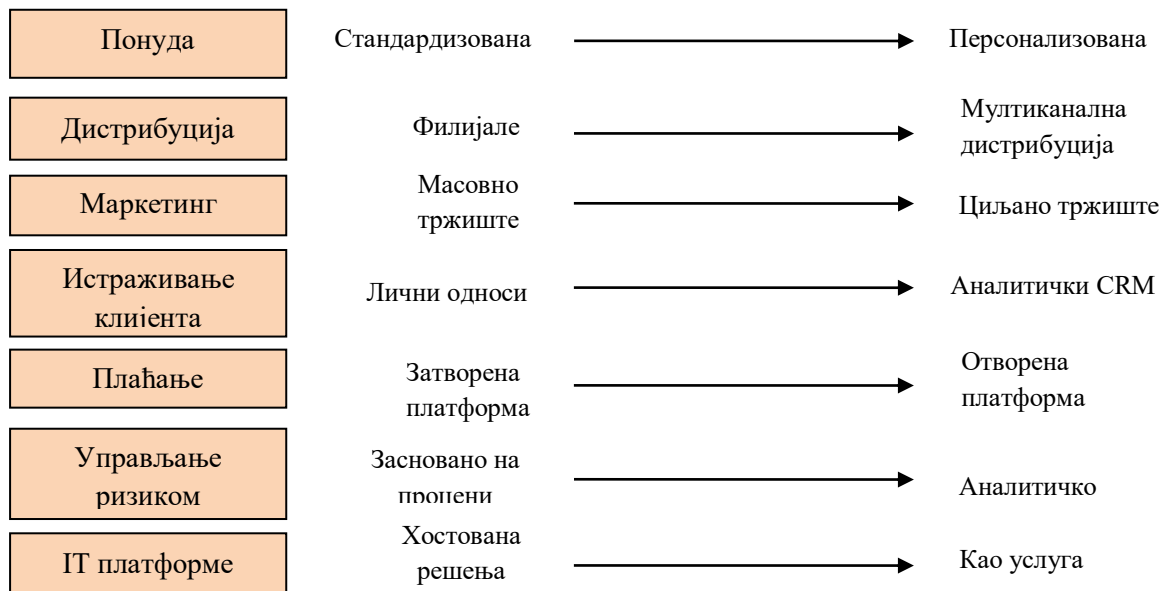 Понуда
Стандардизована
Персонализована
Дистрибуција
Филијале
Мултиканална
дистрибуција
Маркетинг
Масовно
тржиште
Циљано тржиште
Истраживање
клијента
Лични односи
Аналитички CRM
Плаћање
Затворена
платформа
Отворена
платформа
Управљање
ризиком
Засновано на
процени
Аналитичко
IT платформе
Хостована
решења
Као услуга